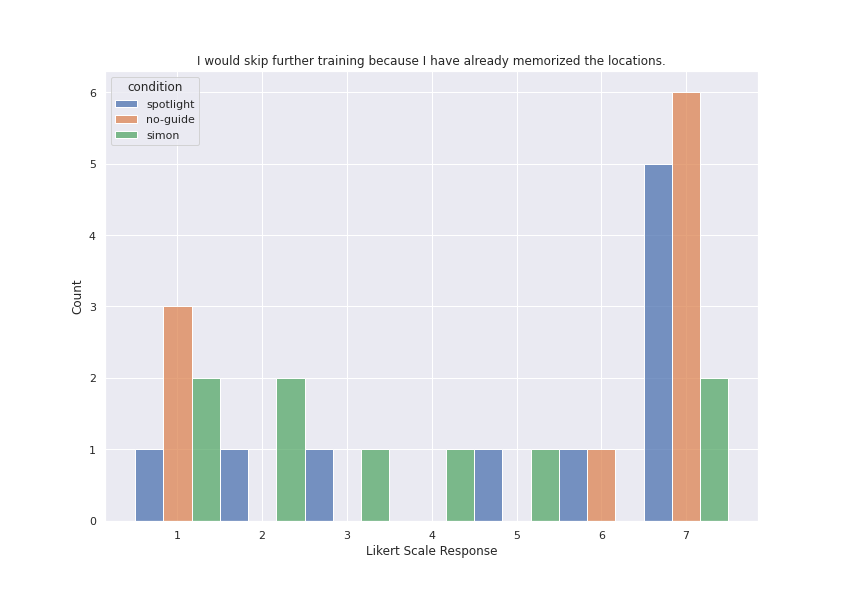 I would skip further training because I have already memorized the locations.
condition
spotlight
no-guide
simon
6
5
4
3
2
1
0
Count
1 2 3 4 5 6 7
Likert Scale Response